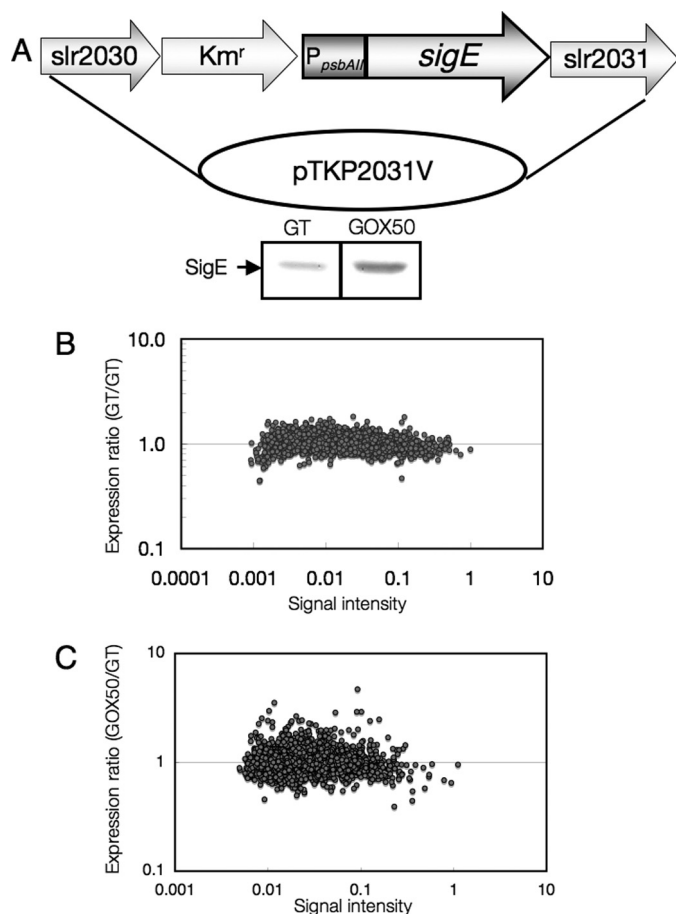 A
slr2030 Kmʳ P psbAII sigE slr2031
pTKP2031V
GT GOX50
SigE
B
Expression ratio (GT/GT)
10.0
1.0
0.1
0.0001 0.001 0.01 0.1 1 10
Signal intensity
C
Expression ratio (GOX50/GT)
10
1
0.1
0.001 0.01 0.1 1 10
Signal intensity